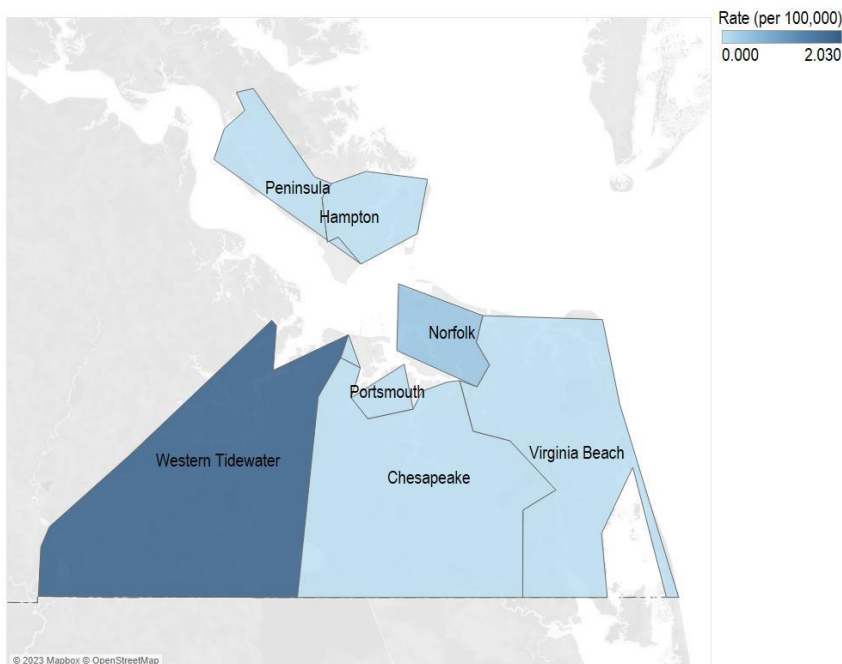 Rate (per 100,000)
0.000 2.030
Peninsula
Hampton
Norfolk
Portsmouth
Virginia Beach
Western Tidewater
Chesapeake
© 2023 Mapbox © OpenStreetMap